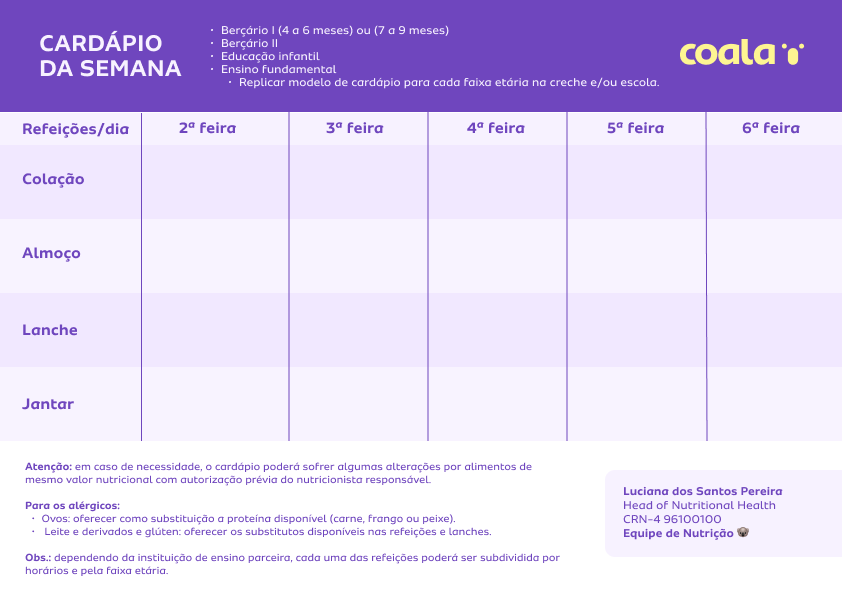 CARDÁPIO
DA SEMANA
• Berçário I (4 a 6 meses) ou (7 a 9 meses)
• Berçário II
• Educação infantil
• Ensino fundamental
• Replicar modelo de cardápio para cada faixa etária na creche e/ou escola.
coala
Refeições/dia 2ª feira 3ª feira 4ª feira 5ª feira 6ª feira
Colação
Almoço
Lanche
Jantar
Atenção: em caso de necessidade, o cardápio poderá sofrer algumas alterações por alimentos de
mesmo valor nutricional com autorização prévia do nutricionista responsável.
Para os alérgicos:
• Ovos: oferecer como substituição a proteína disponível (carne, frango ou peixe).
• Leite e derivados e glúten: oferecer os substitutos disponíveis nas refeições e lanches.
Obs.: dependendo da instituição de ensino parceira, cada uma das refeições poderá ser subdividida por
horários e pela faixa etária.
Luciana dos Santos Pereira
Head of Nutritional Health
CRN-4 96100100
Equipe de Nutrição 🐨